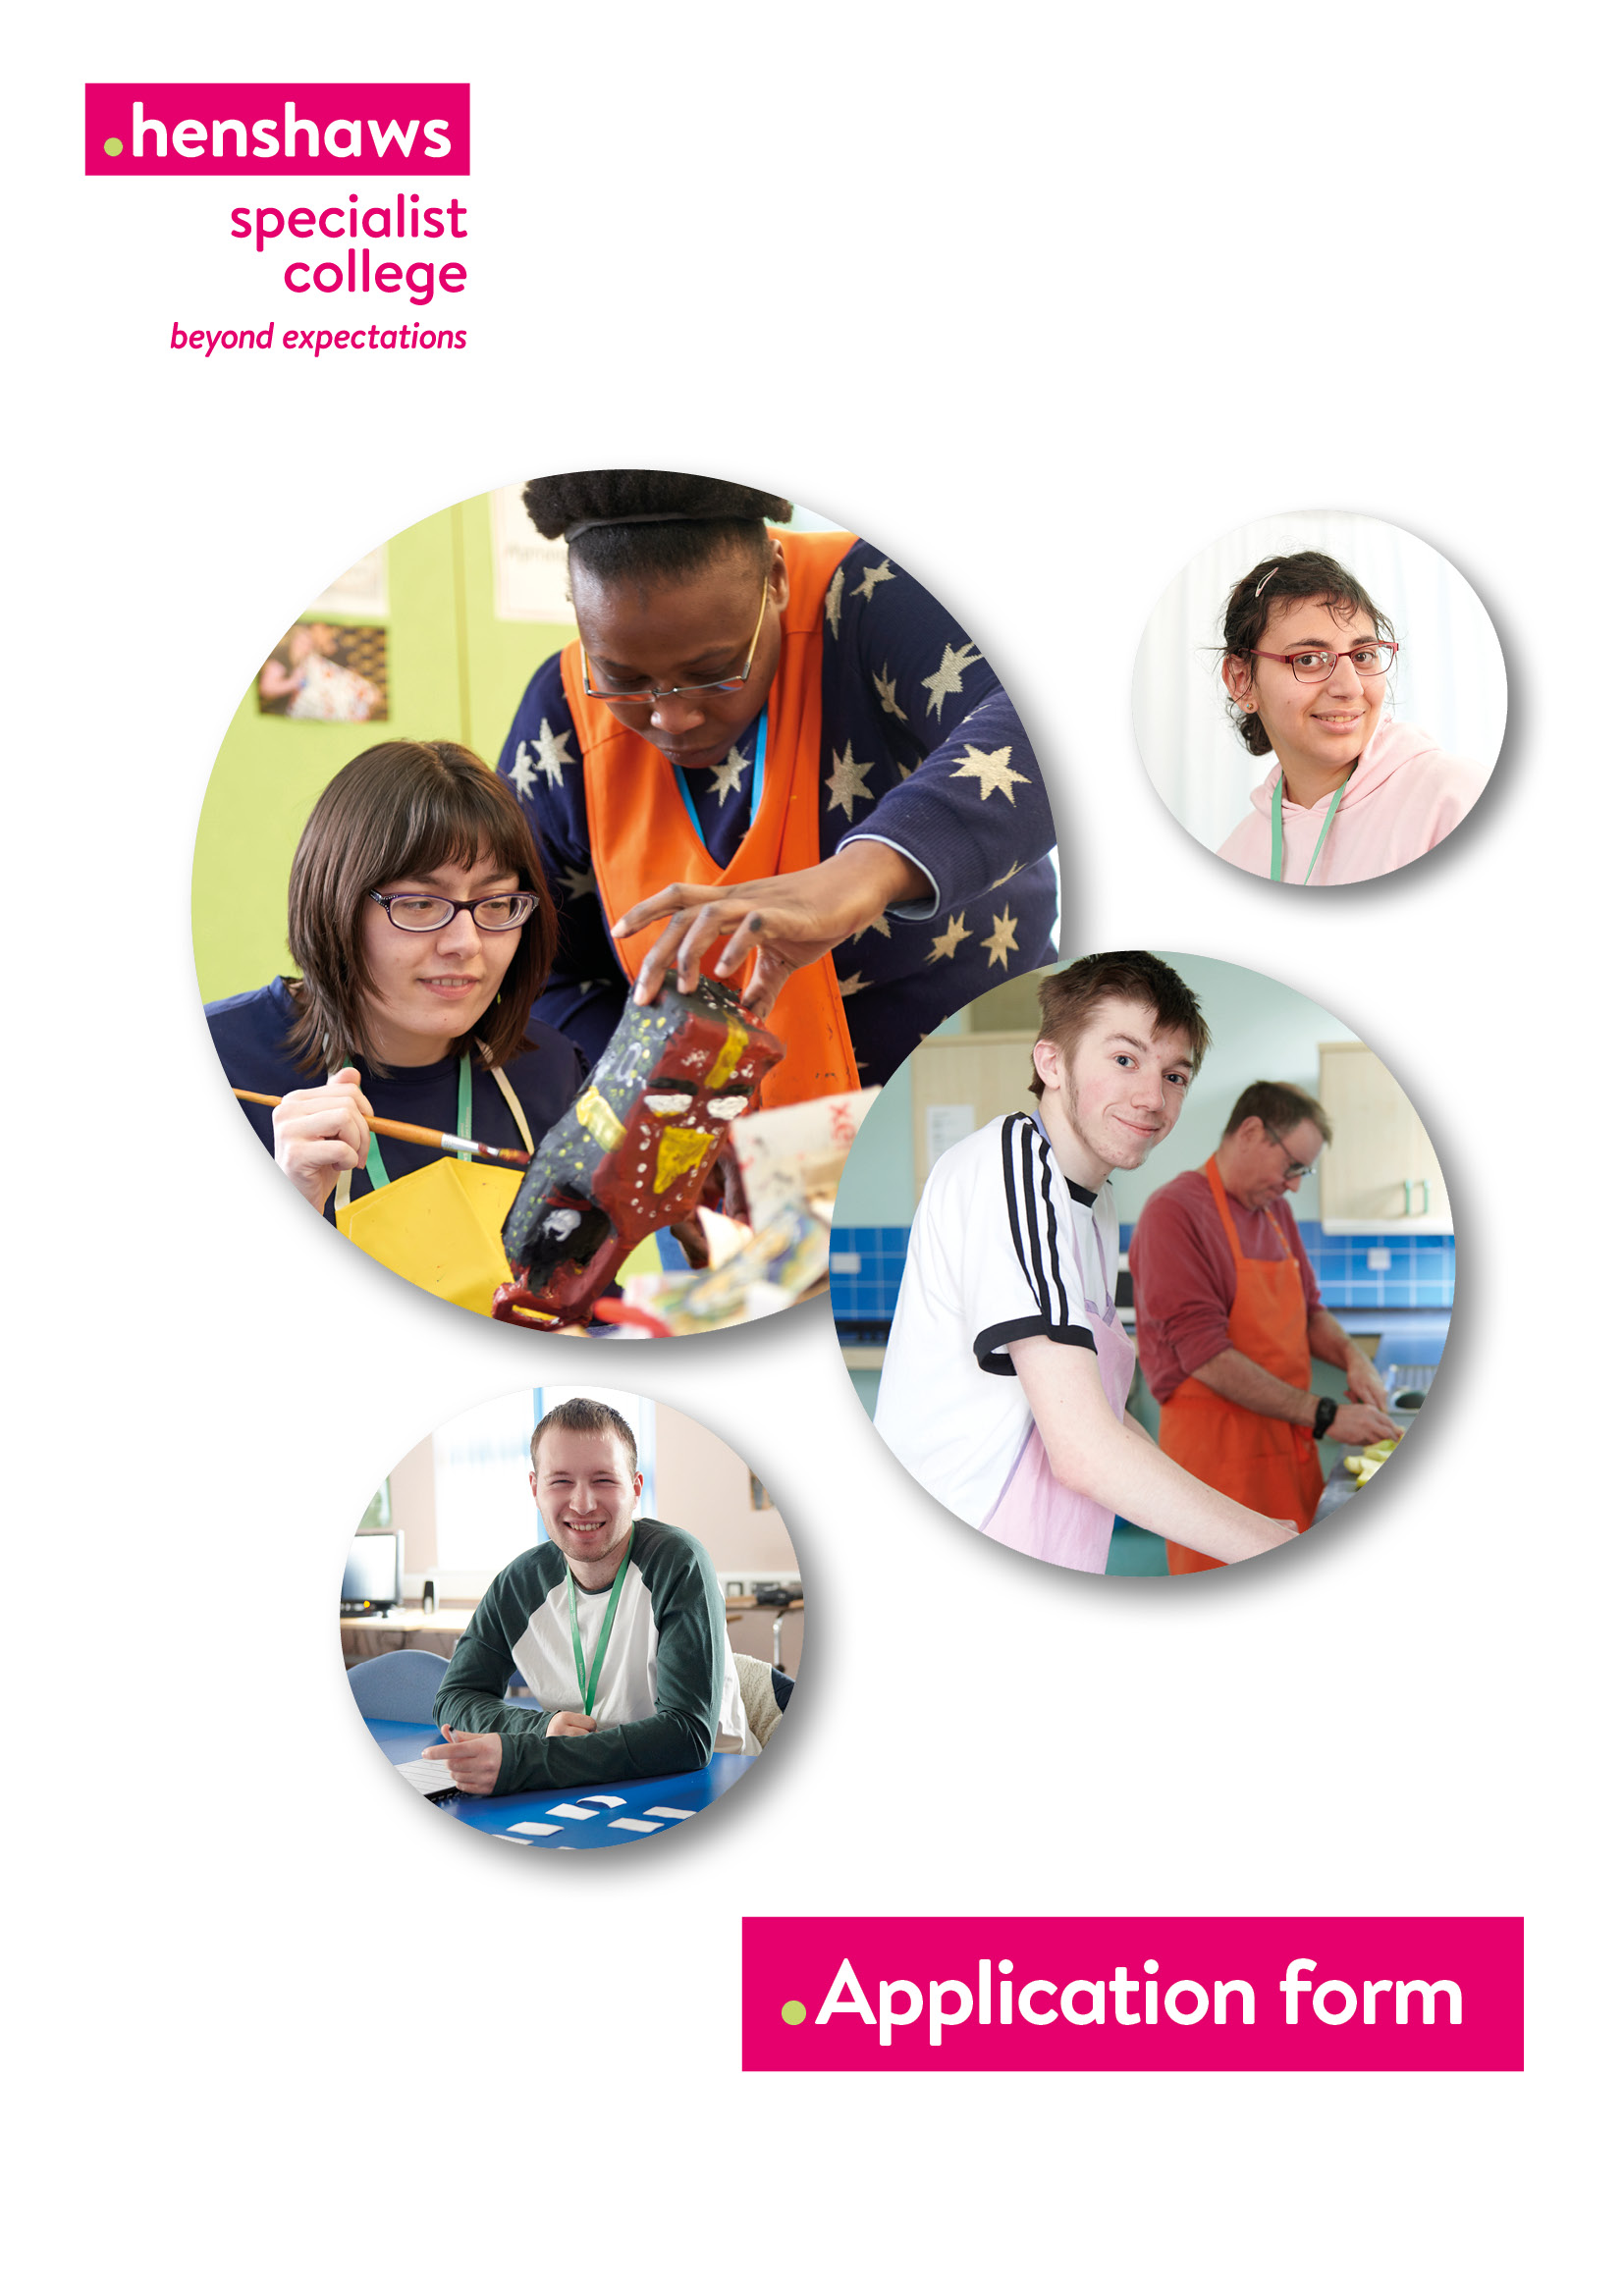 .henshaws
specialist
college
beyond expectations
.Application form